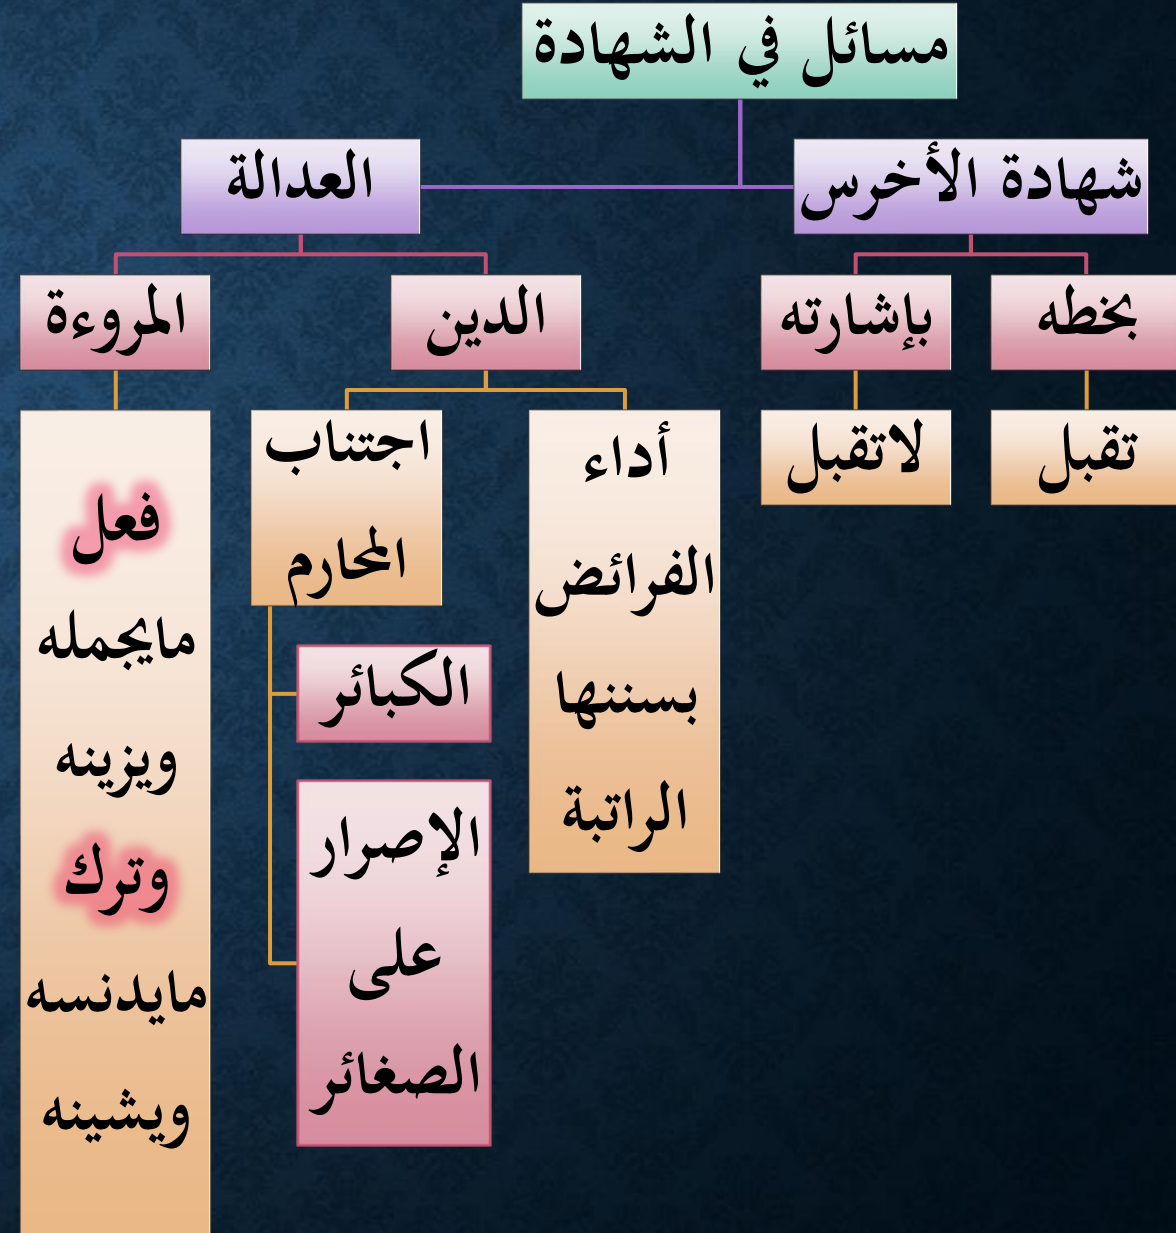 مسائل في الشهادة
شهادة الأخرس
العدالة
بخطه
بإشارته
الدين
المروءة
تقبل
لاتقبل
أداء
الفرائض
بسننها
الراتبة
اجتناب
المحارم
الكبائر
الإصرار
على
الصغائر
فعل
مايجمله
ويزينه
وترك
مايدنسه
ويشينه